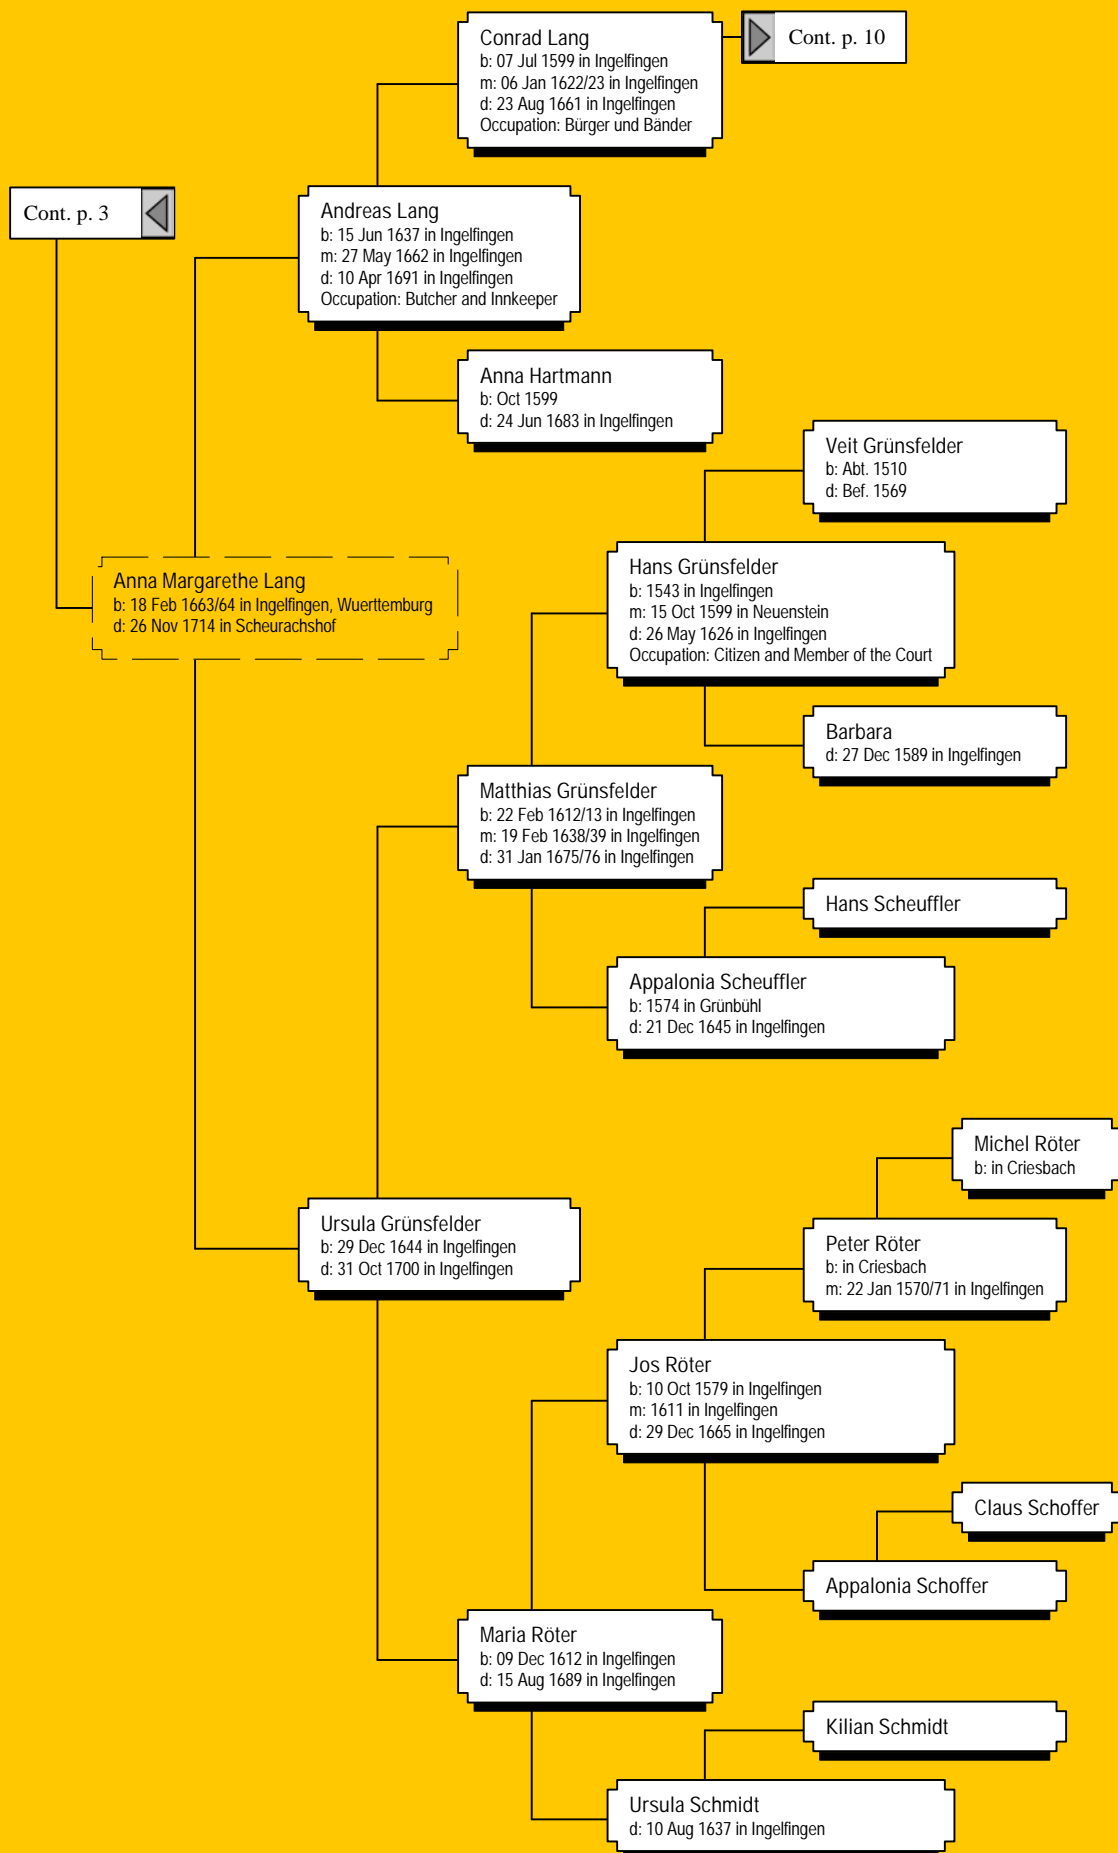 Conrad Lang
b: 07 Jul 1599 in Ingelfingen
m: 06 Jan 1622/23 in Ingelfingen
d: 23 Aug 1661 in Ingelfingen
Occupation: Bürger und Bänder
Cont. p. 10
Cont. p. 3
Andreas Lang
b: 15 Jun 1637 in Ingelfingen
m: 27 May 1662 in Ingelfingen
d: 10 Apr 1691 in Ingelfingen
Occupation: Butcher and Innkeeper
Anna Hartmann
b: Oct 1599
d: 24 Jun 1683 in Ingelfingen
Veit Grünsfelder
b: Abt. 1510
d: Bef. 1569
Anna Margarethe Lang
b: 18 Feb 1663/64 in Ingelfingen, Wuerttemburg
d: 26 Nov 1714 in Scheurachshof
Hans Grünsfelder
b: 1543 in Ingelfingen
m: 15 Oct 1599 in Neuenstein
d: 26 May 1626 in Ingelfingen
Occupation: Citizen and Member of the Court
Barbara
d: 27 Dec 1589 in Ingelfingen
Matthias Grünsfelder
b: 22 Feb 1612/13 in Ingelfingen
m: 19 Feb 1638/39 in Ingelfingen
d: 31 Jan 1675/76 in Ingelfingen
Hans Scheuffler
Appalonia Scheuffler
b: 1574 in Grünbühl
d: 21 Dec 1645 in Ingelfingen
Michel Röter
b: in Criesbach
Ursula Grünsfelder
b: 29 Dec 1644 in Ingelfingen
d: 31 Oct 1700 in Ingelfingen
Peter Röter
b: in Criesbach
m: 22 Jan 1570/71 in Ingelfingen
Jos Röter
b: 10 Oct 1579 in Ingelfingen
m: 1611 in Ingelfingen
d: 29 Dec 1665 in Ingelfingen
Claus Schoffer
Appalonia Schoffer
Maria Röter
b: 09 Dec 1612 in Ingelfingen
d: 15 Aug 1689 in Ingelfingen
Kilian Schmidt
Ursula Schmidt
d: 10 Aug 1637 in Ingelfingen